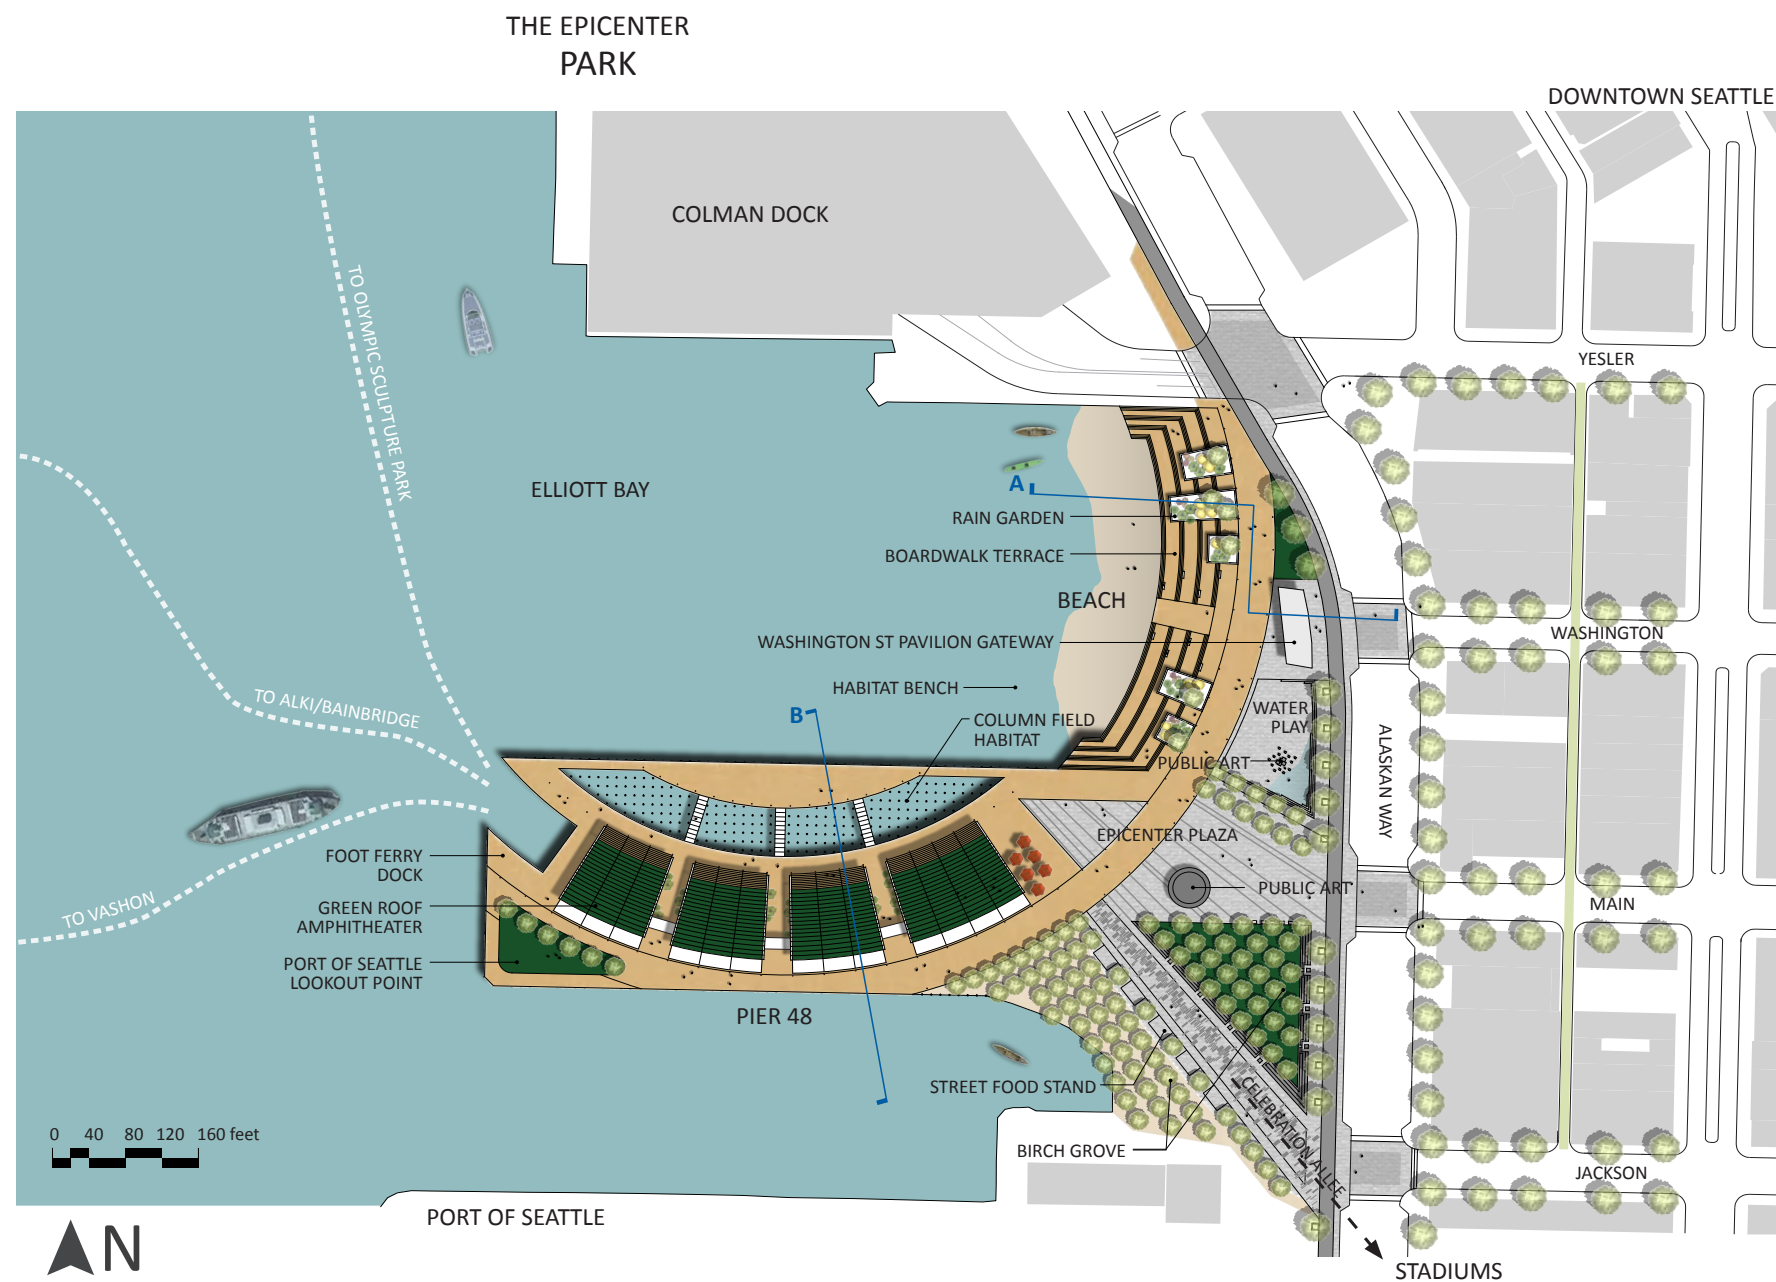 THE EPICENTER
PARK
DOWNTOWN SEATTLE
COLMAN DOCK
TO OLYMPIC SCULPTURE PARK
YESLER
ELLIOTT BAY
A
RAIN GARDEN
BOARDWALK TERRACE
BEACH
WASHINGTON
WASHINGTON ST PAVILION GATEWAY
HABITAT BENCH
TO ALKI/BAINBRIDGE
B
COLUMN FIELD
HABITAT
WATER
PLAY
ALASKAN WAY
PUBLIC ART
EPICENTER PLAZA
FOOT FERRY
DOCK
PUBLIC ART
TO VASHON
GREEN ROOF
AMPHITHEATER
MAIN
PORT OF SEATTLE
LOOKOUT POINT
PIER 48
STREET FOOD STAND
CELEBRATION ALLEE
0 40 80 120 160 feet
BIRCH GROVE
JACKSON
PORT OF SEATTLE
N
STADIUMS